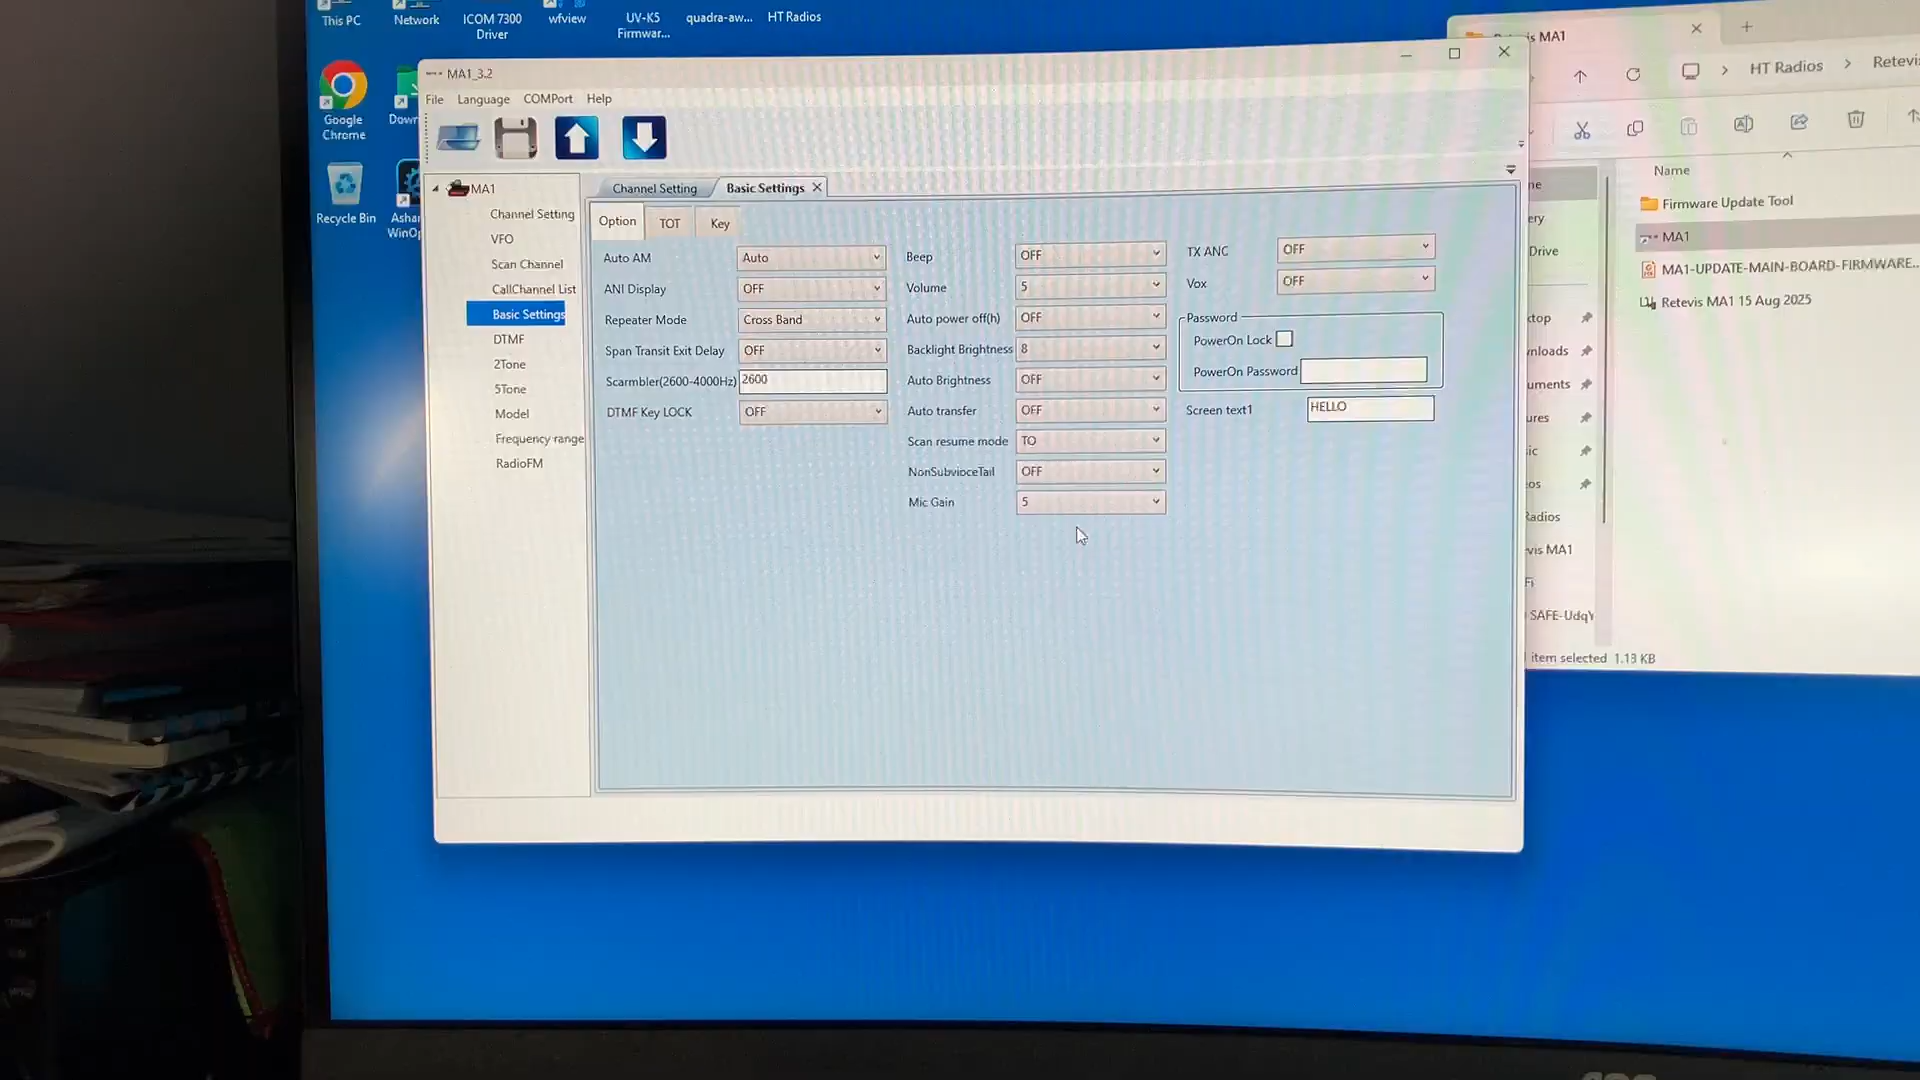 This PC
Network
ICOM 7300
Driver
wfview
UV-K5
Firmwar...
quadra-aw...
HT Radios
Google
Chrome
Recycle Bin
MA1_3.2
File Language COMPort Help
MA1
Channel Setting
VFO
Scan Channel
CallChannel List
Basic Settings
DTMF
2Tone
5Tone
Model
Frequency range
RadioFM
Channel Setting
Basic Settings
Option
TOT
Key
Auto AM Auto
ANI Display OFF
Repeater Mode Cross Band
Span Transit Exit Delay OFF
Scarmbler(2600-4000Hz) 2600
DTMF Key LOCK OFF
Beep OFF
Volume 5
Auto power off(h) OFF
Backlight Brightness 8
Auto Brightness OFF
Auto transfer OFF
Scan resume mode TO
NonSubvioceTail OFF
Mic Gain 5
TX ANC OFF
Vox OFF
Password
PowerOn Lock
PowerOn Password
Screen text1 HELLO
MA1
HT Radios
Name
Firmware Update Tool
MA1
MA1-UPDATE-MAIN-BOARD-FIRMWARE...
Retevis MA1 15 Aug 2025
Drive
item selected 1.13 KB